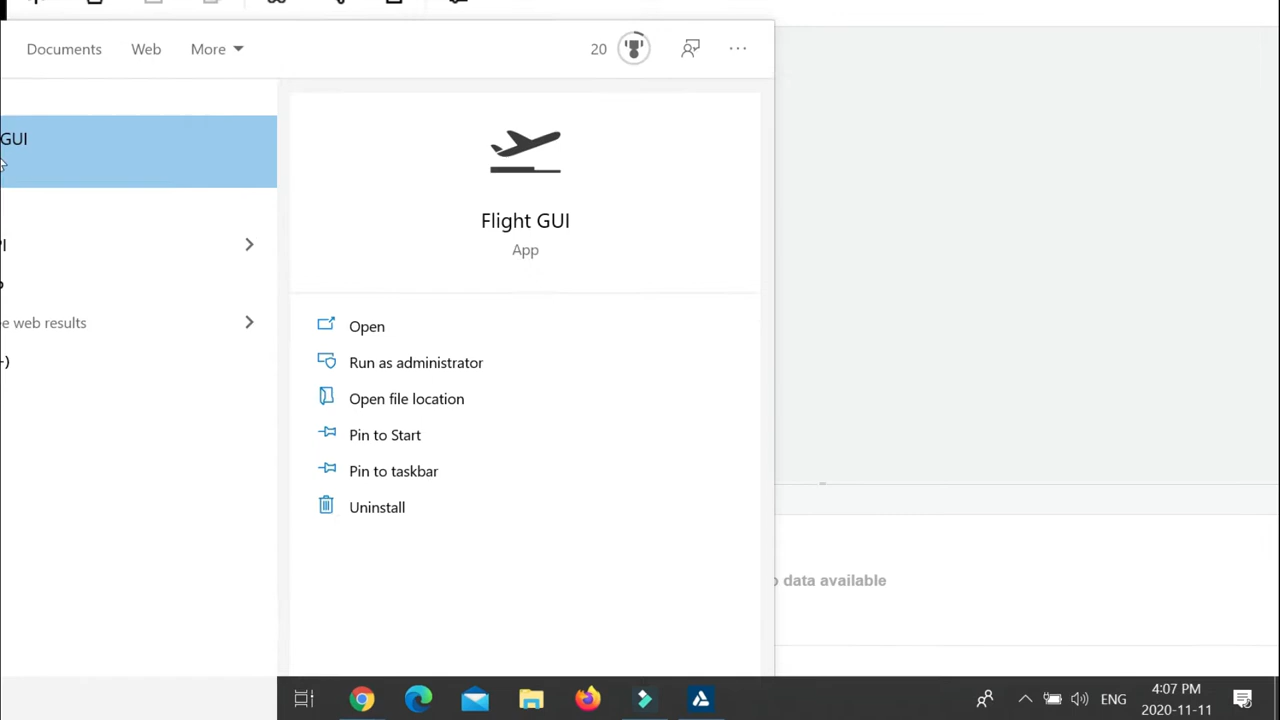 Documents Web More 20
GUI
Flight GUI
App
e web results
Open
Run as administrator
Open file location
Pin to Start
Pin to taskbar
Uninstall
data available
ENG
4:07 PM
2020-11-11